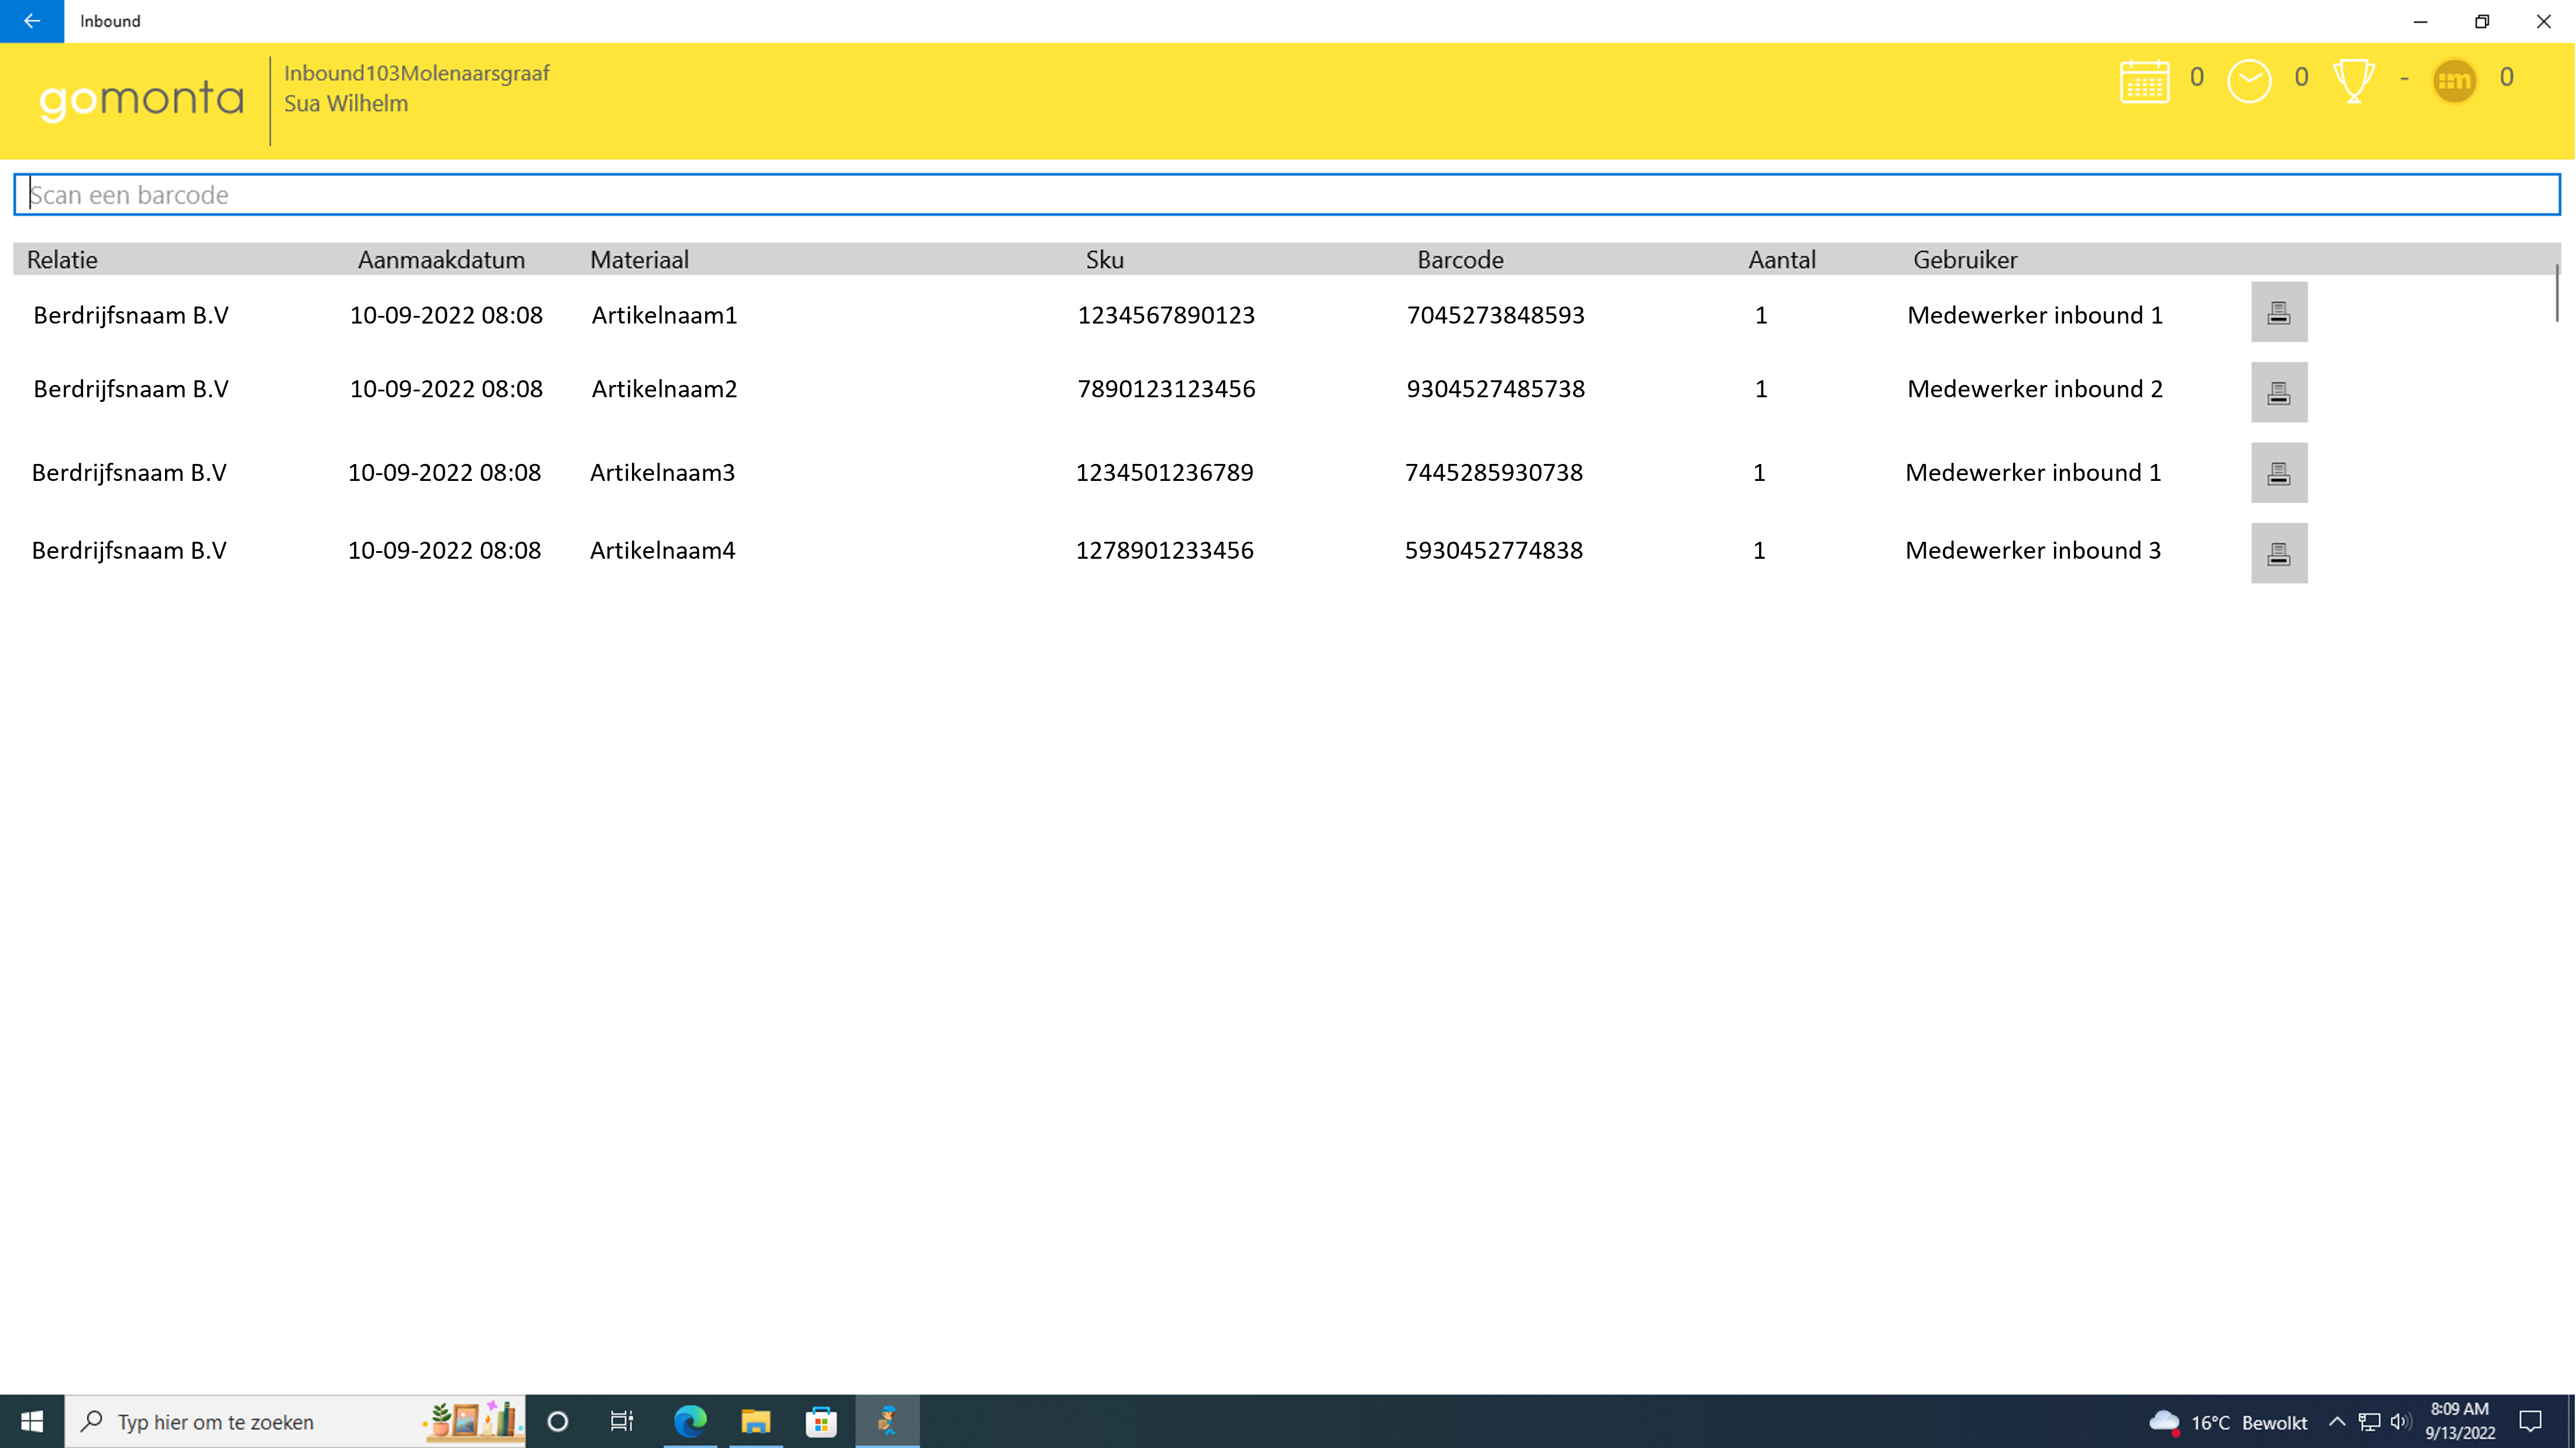 Inbound
gomonta
Inbound103Molenaarsgraaf
Sua Wilhelm
0 0 - m 0
Scan een barcode
Relatie Aanmaakdatum Materiaal Sku Barcode Aantal Gebruiker
Berdrijfsnaam B.V 10-09-2022 08:08 Artikelnaam1 1234567890123 7045273848593 1 Medewerker inbound 1
Berdrijfsnaam B.V 10-09-2022 08:08 Artikelnaam2 7890123123456 9304527485738 1 Medewerker inbound 2
Berdrijfsnaam B.V 10-09-2022 08:08 Artikelnaam3 1234501236789 7445285930738 1 Medewerker inbound 1
Berdrijfsnaam B.V 10-09-2022 08:08 Artikelnaam4 1278901233456 5930452774838 1 Medewerker inbound 3
Typ hier om te zoeken
16°C Bewolkt
8:09 AM
9/13/2022